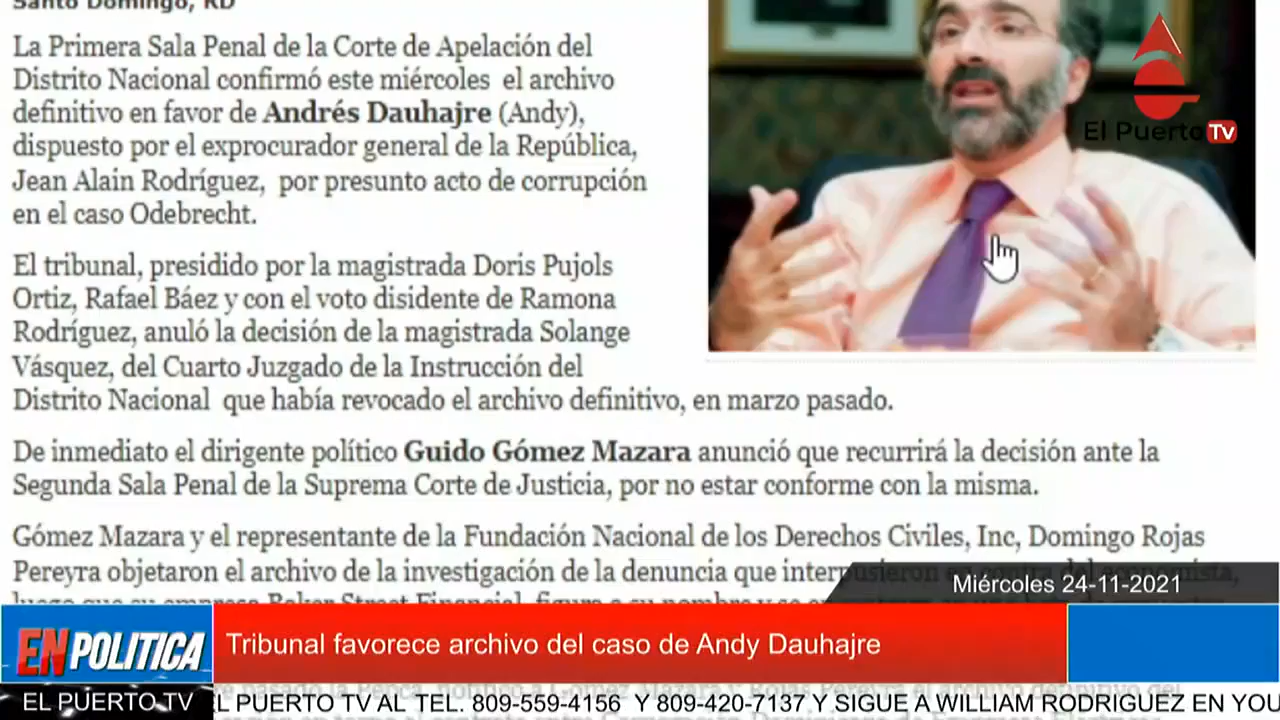 Santo Domingo, RD
La Primera Sala Penal de la Corte de Apelación del
Distrito Nacional confirmó este miércoles el archivo
definitivo en favor de Andrés Dauhajre (Andy),
dispuesto por el exprocurador general de la República,
Jean Alain Rodríguez, por presunto acto de corrupción
en el caso Odebrecht.
El tribunal, presidido por la magistrada Doris Pujols
Ortiz, Rafael Báez y con el voto disidente de Ramona
Rodríguez, anuló la decisión de la magistrada Solange
Vásquez, del Cuarto Juzgado de la Instrucción del
Distrito Nacional que había revocado el archivo definitivo, en marzo pasado.
De inmediato el dirigente político Guido Gómez Mazara anunció que recurrirá la decisión ante la
Segunda Sala Penal de la Suprema Corte de Justicia, por no estar conforme con la misma.
Gómez Mazara y el representante de la Fundación Nacional de los Derechos Civiles, Inc, Domingo Rojas
Pereyra objetaron el archivo de la investigación de la denuncia que interpusieron en contra del economista,
El Puerto TV
Miércoles 24-11-2021
EN POLITICA
Tribunal favorece archivo del caso de Andy Dauhajre
EL PUERTO TV
L PUERTO TV AL TEL. 809-559-4156 Y 809-420-7137 Y SIGUE A WILLIAM RODRIGUEZ EN YOU